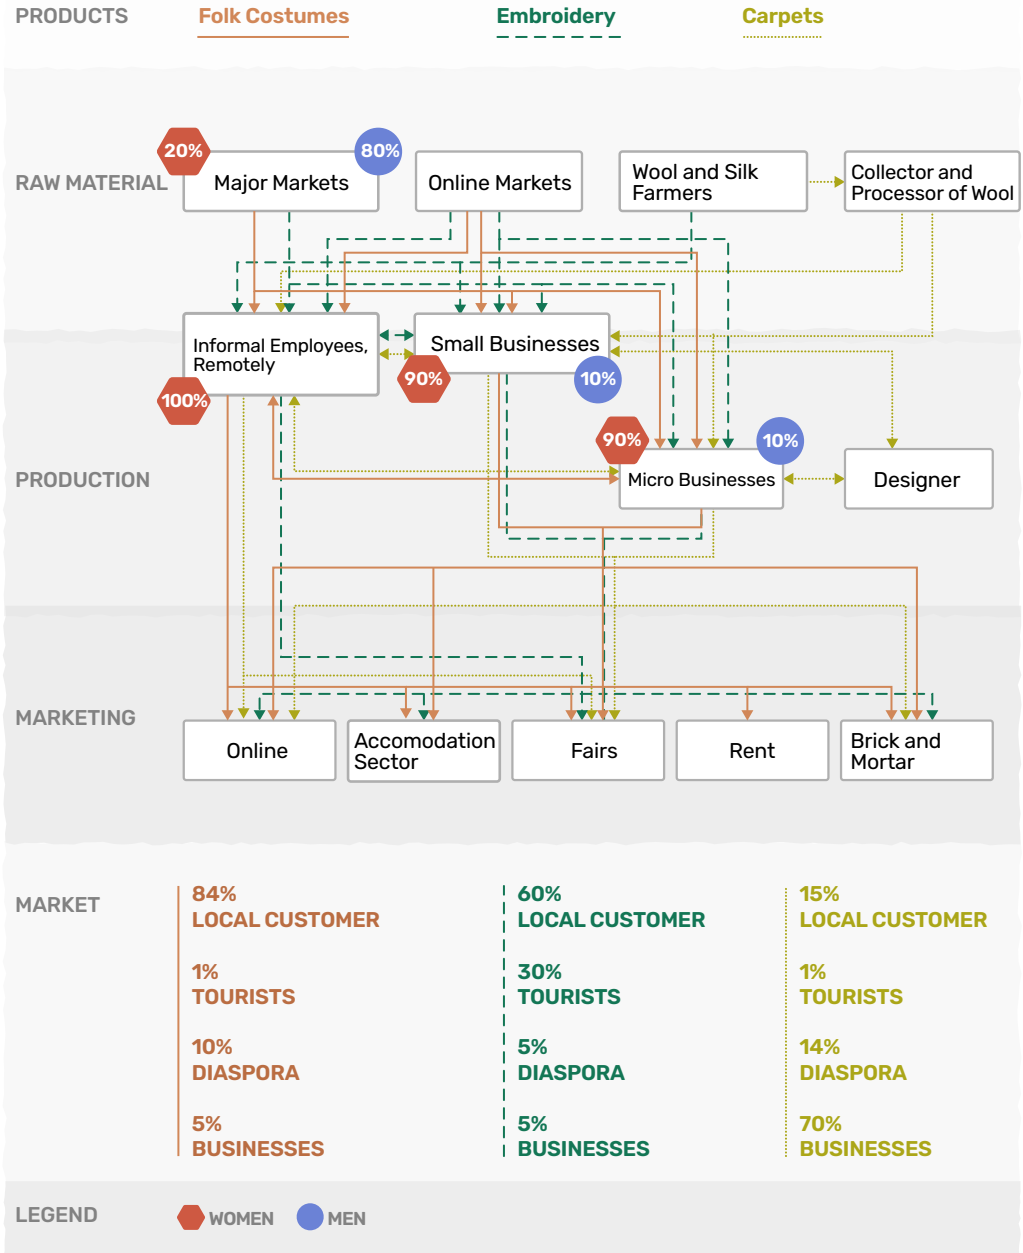 PRODUCTS
Folk Costumes
Embroidery
Carpets
20%
80%
RAW MATERIAL
Major Markets
Online Markets
Wool and Silk
Farmers
Collector and
Processor of Wool
Informal Employees,
Remotely
Small Businesses
100%
90%
10%
90%
10%
PRODUCTION
Micro Businesses
Designer
MARKETING
Online
Accomodation
Sector
Fairs
Rent
Brick and
Mortar
MARKET
84%
LOCAL CUSTOMER
1%
TOURISTS
10%
DIASPORA
5%
BUSINESSES
60%
LOCAL CUSTOMER
30%
TOURISTS
5%
DIASPORA
5%
BUSINESSES
15%
LOCAL CUSTOMER
1%
TOURISTS
14%
DIASPORA
70%
BUSINESSES
LEGEND
WOMEN
MEN